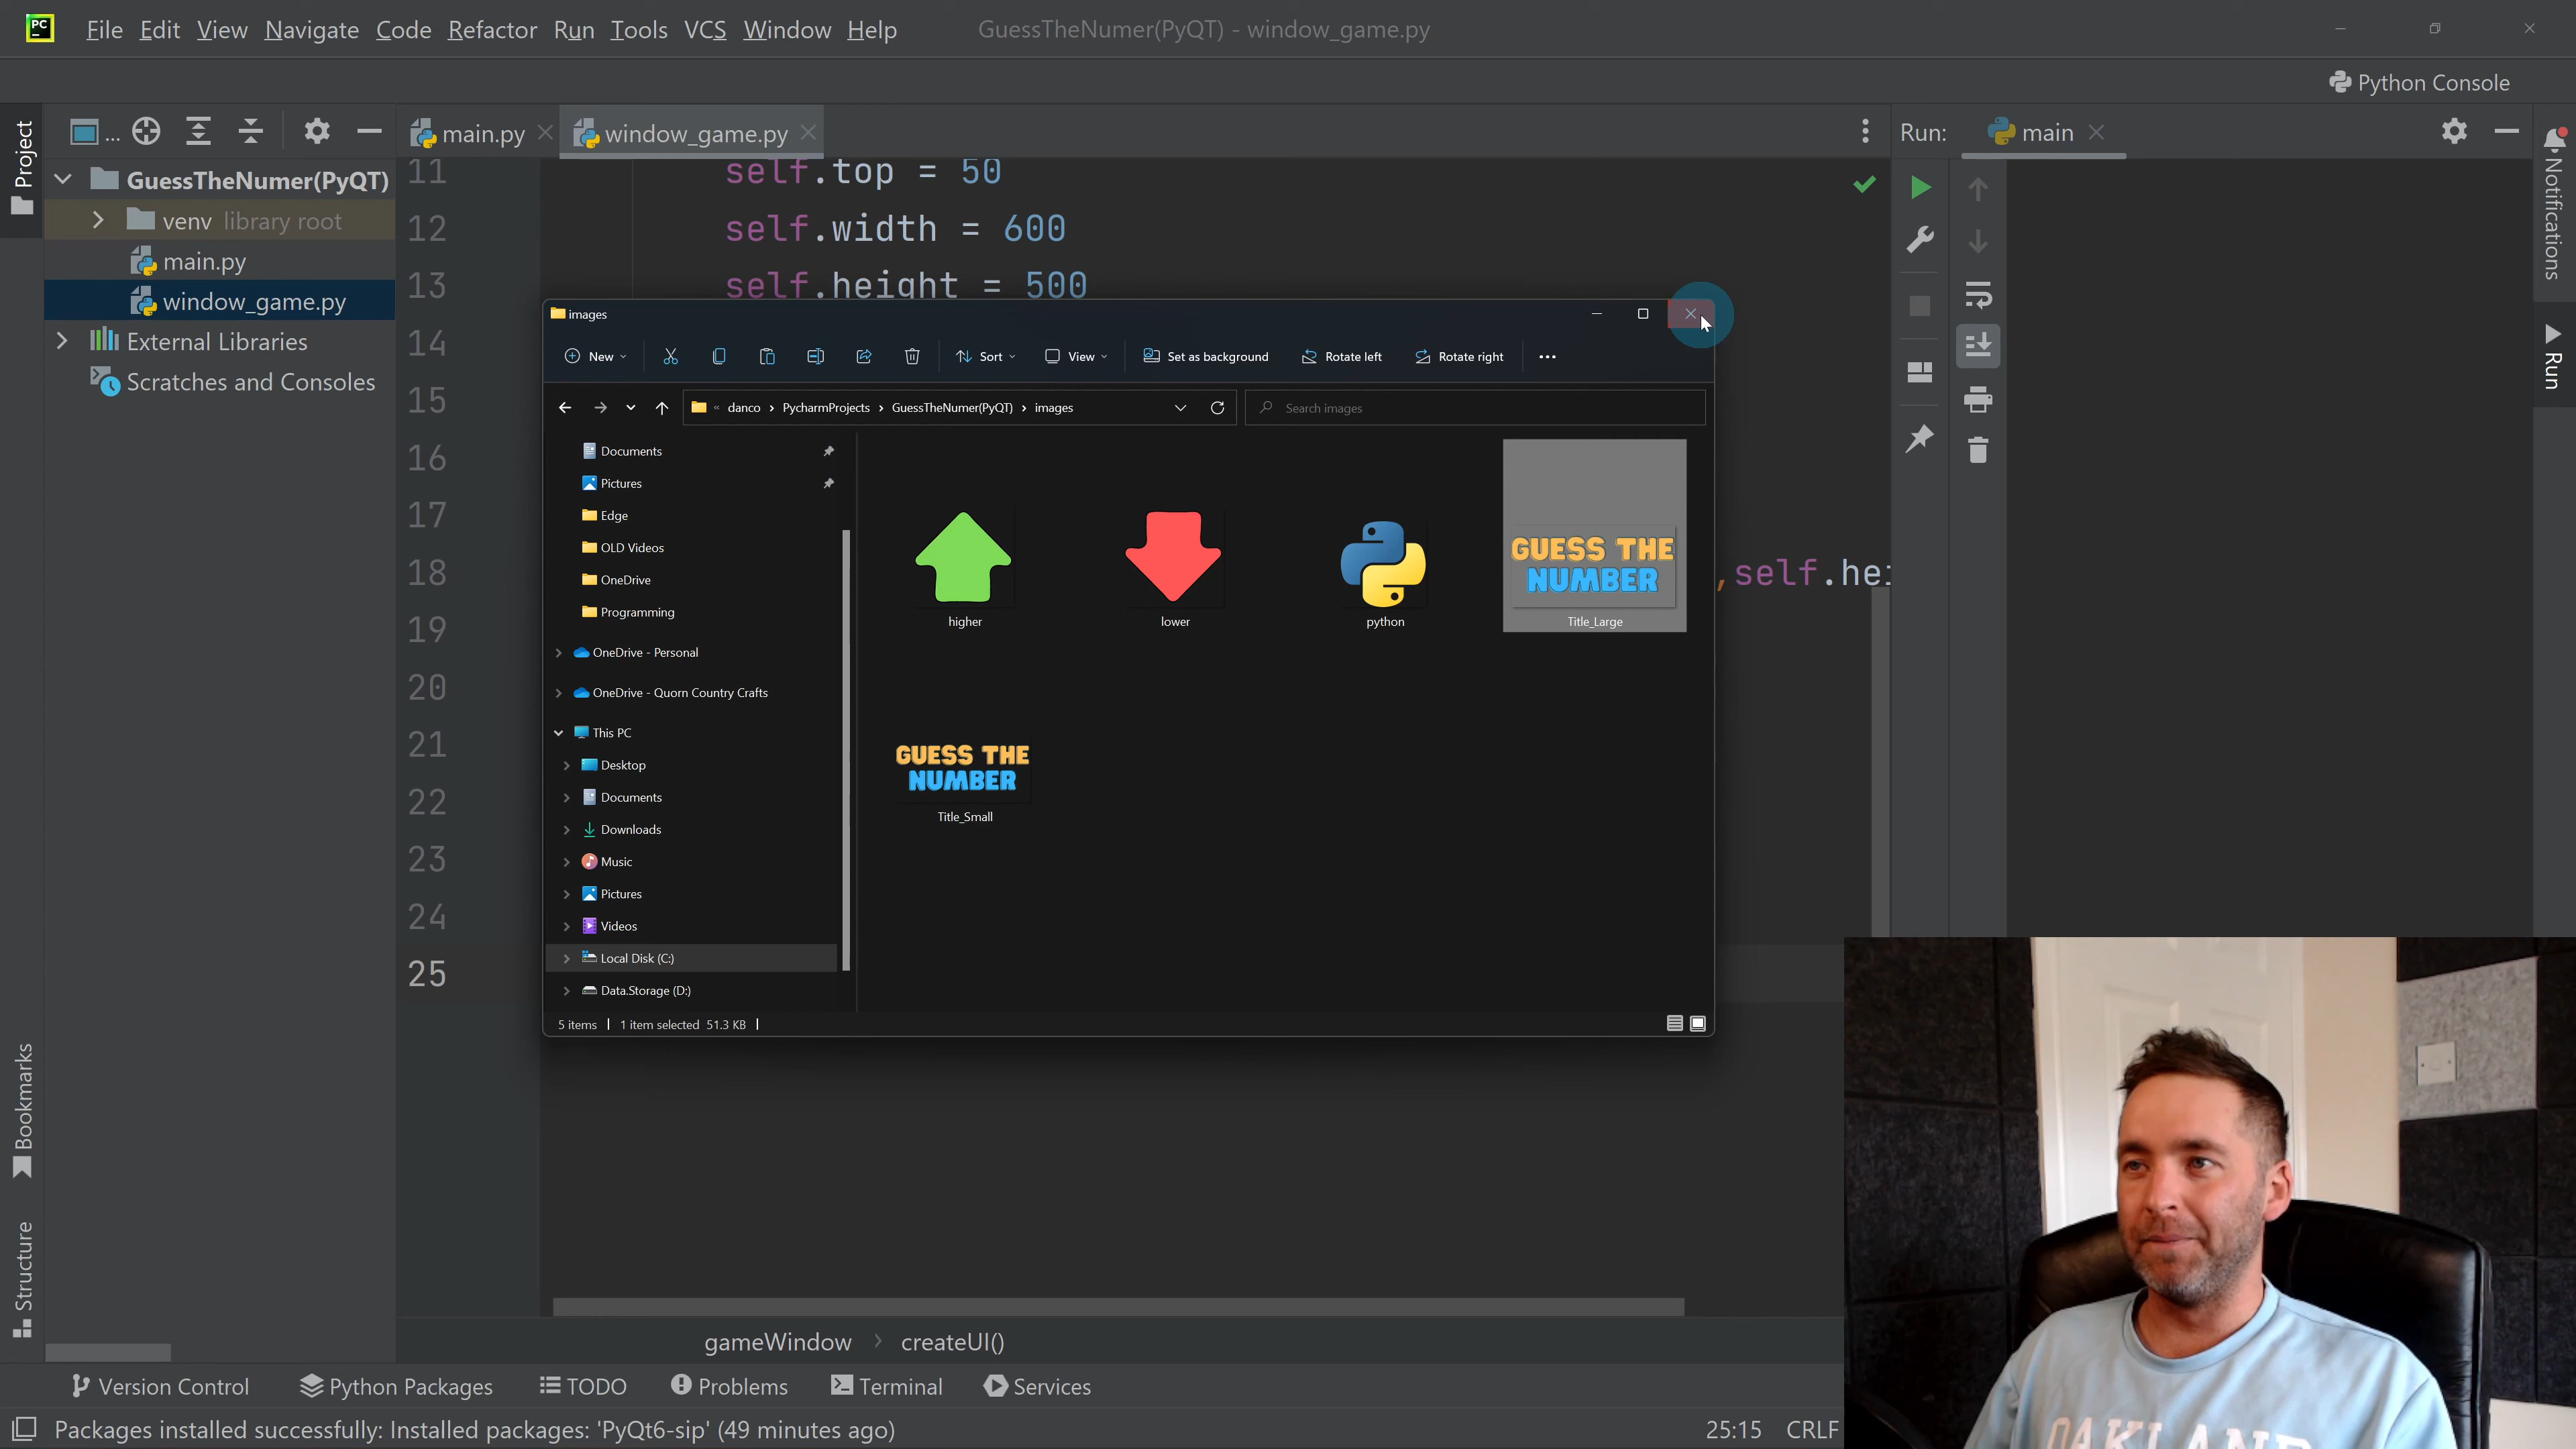 PC File Edit View Navigate Code Refactor Run Tools VCS Window Help GuessTheNumer(PyQT) - window_game.py
Python Console
Project
...
main.py
window_game.py
Run: main
Notifications
Run
GuessTheNumer(PyQT)
venv library root
main.py
window_game.py
External Libraries
Scratches and Consoles
11 self.top = 50
12 self.width = 600
13 self.height = 500
14
15
16
17
18 ,self.hei
19
20
21
22
23
24
25
images
New Sort View Set as background Rotate left Rotate right
« danco > PycharmProjects > GuessTheNumer(PyQT) > images
Search images
Documents
Pictures
Edge
OLD Videos
OneDrive
Programming
OneDrive - Personal
OneDrive - Quorn Country Crafts
This PC
Desktop
Documents
Downloads
Music
Pictures
Videos
Local Disk (C:)
Data.Storage (D:)
higher
lower
python
GUESS THE
NUMBER
Title_Large
GUESS THE
NUMBER
Title_Small
5 items 1 item selected 51.3 KB
Bookmarks
Structure
gameWindow > createUI()
Version Control Python Packages TODO Problems Terminal Services
Packages installed successfully: Installed packages: 'PyQt6-sip' (49 minutes ago)
25:15 CRLF
OAKLAND